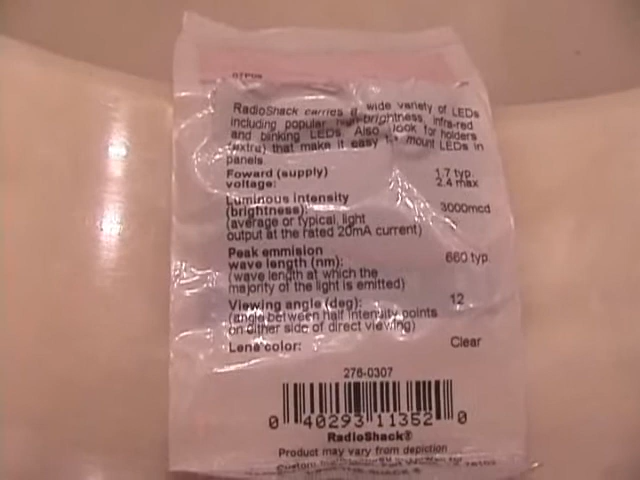 07F09
RadioShack carries a wide variety of LEDs
including popular high-brightness, infra-red
and blinking LEDs. Also look for holders
(extra) that make it easy to mount LEDs in
panels.
Foward (supply) 1.7 typ.
voltage: 2.4 max
Luminous intensity
(brightness): 3000mcd
(average or typical light
output at the rated 20mA current)
Peak emmision
wave length (nm): 660 typ.
(wave length at which the
majority of the light is emitted)
Viewing angle (deg): 12
(angle between half intensity points
on either side of direct viewing)
Lens color: Clear
276-0307
0 40293 11352 0
RadioShack®
Product may vary from depiction
Custom